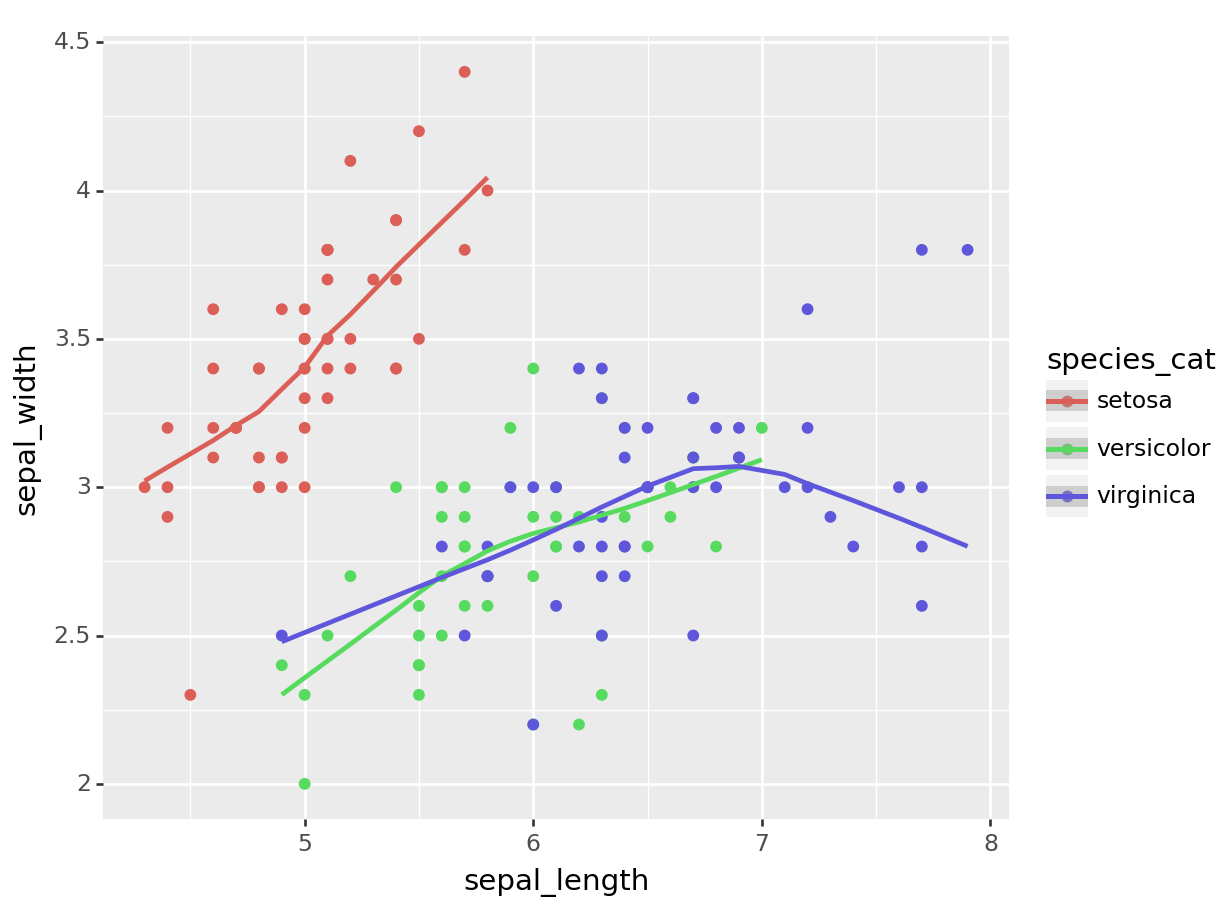 4.5
4
3.5
3
2.5
2
sepal_width
5 6 7 8
sepal_length
species_cat
setosa
versicolor
virginica